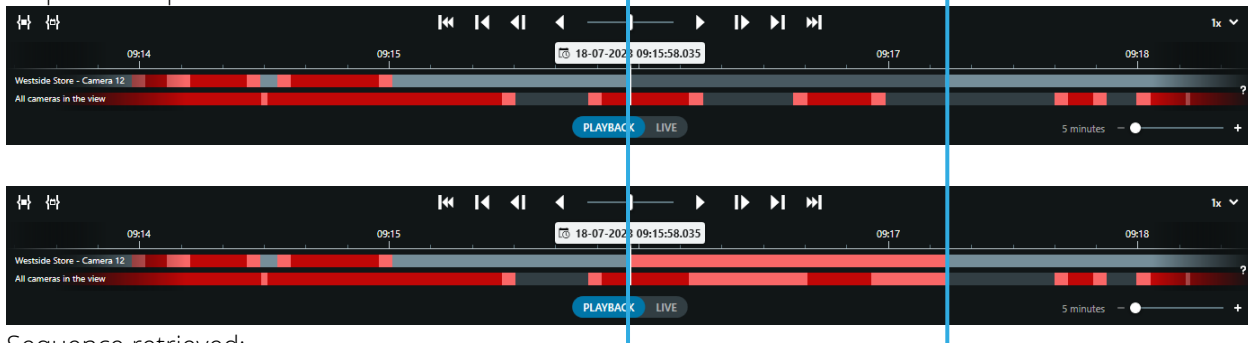 1x
09:14 09:15 18-07-2023 09:15:58.035 09:17 09:18
Westside Store - Camera 12
All cameras in the view
?
PLAYBACK LIVE 5 minutes - +
1x
09:14 09:15 18-07-2023 09:15:58.035 09:17 09:18
Westside Store - Camera 12
All cameras in the view
?
PLAYBACK LIVE 5 minutes - +
Sequence retrieved: